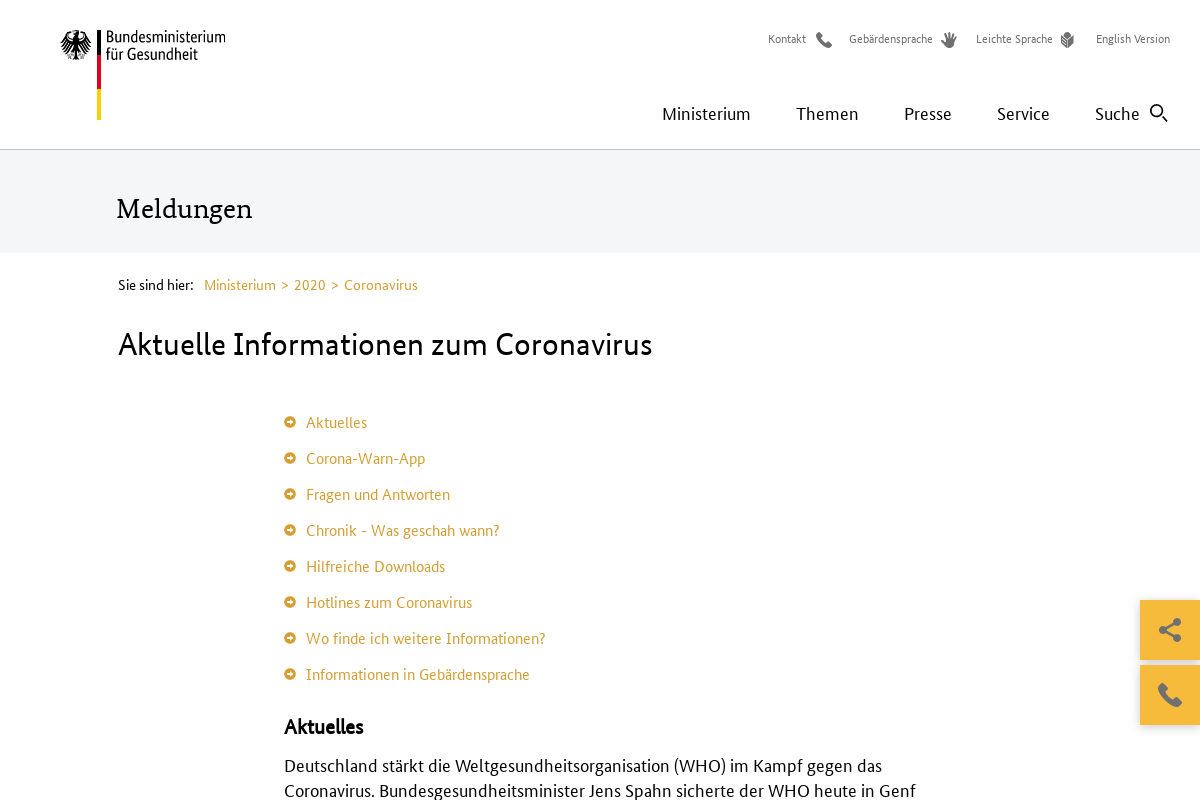 Bundesministerium
für Gesundheit
Kontakt Gebärdensprache Leichte Sprache English Version
Ministerium Themen Presse Service Suche
Meldungen
Sie sind hier: Ministerium > 2020 > Coronavirus
Aktuelle Informationen zum Coronavirus
Aktuelles
Corona-Warn-App
Fragen und Antworten
Chronik - Was geschah wann?
Hilfreiche Downloads
Hotlines zum Coronavirus
Wo finde ich weitere Informationen?
Informationen in Gebärdensprache
Aktuelles
Deutschland stärkt die Weltgesundheitsorganisation (WHO) im Kampf gegen das
Coronavirus. Bundesgesundheitsminister Jens Spahn sicherte der WHO heute in Genf